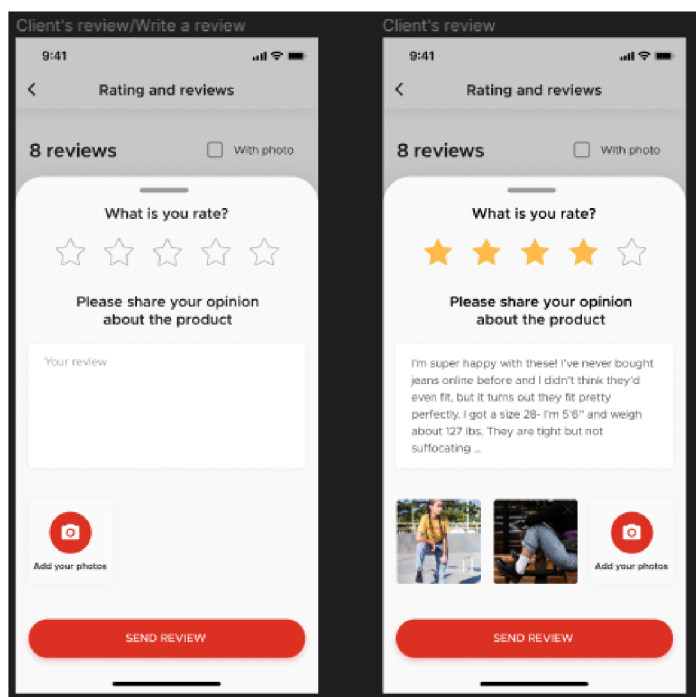 Client's review/Write a review
9:41
Rating and reviews
8 reviews
With photo
What is you rate?
Please share your opinion
about the product
Your review
Add your photos
SEND REVIEW
Client's review
9:41
Rating and reviews
8 reviews
With photo
What is you rate?
Please share your opinion
about the product
I'm super happy with these! I've never bought
jeans online before and I didn't think they'd
even fit, but it turns out they fit pretty
perfectly. I got a size 28- I'm 5'6" and weigh
about 127 lbs. They are tight but not
suffocating ...
Add your photos
SEND REVIEW